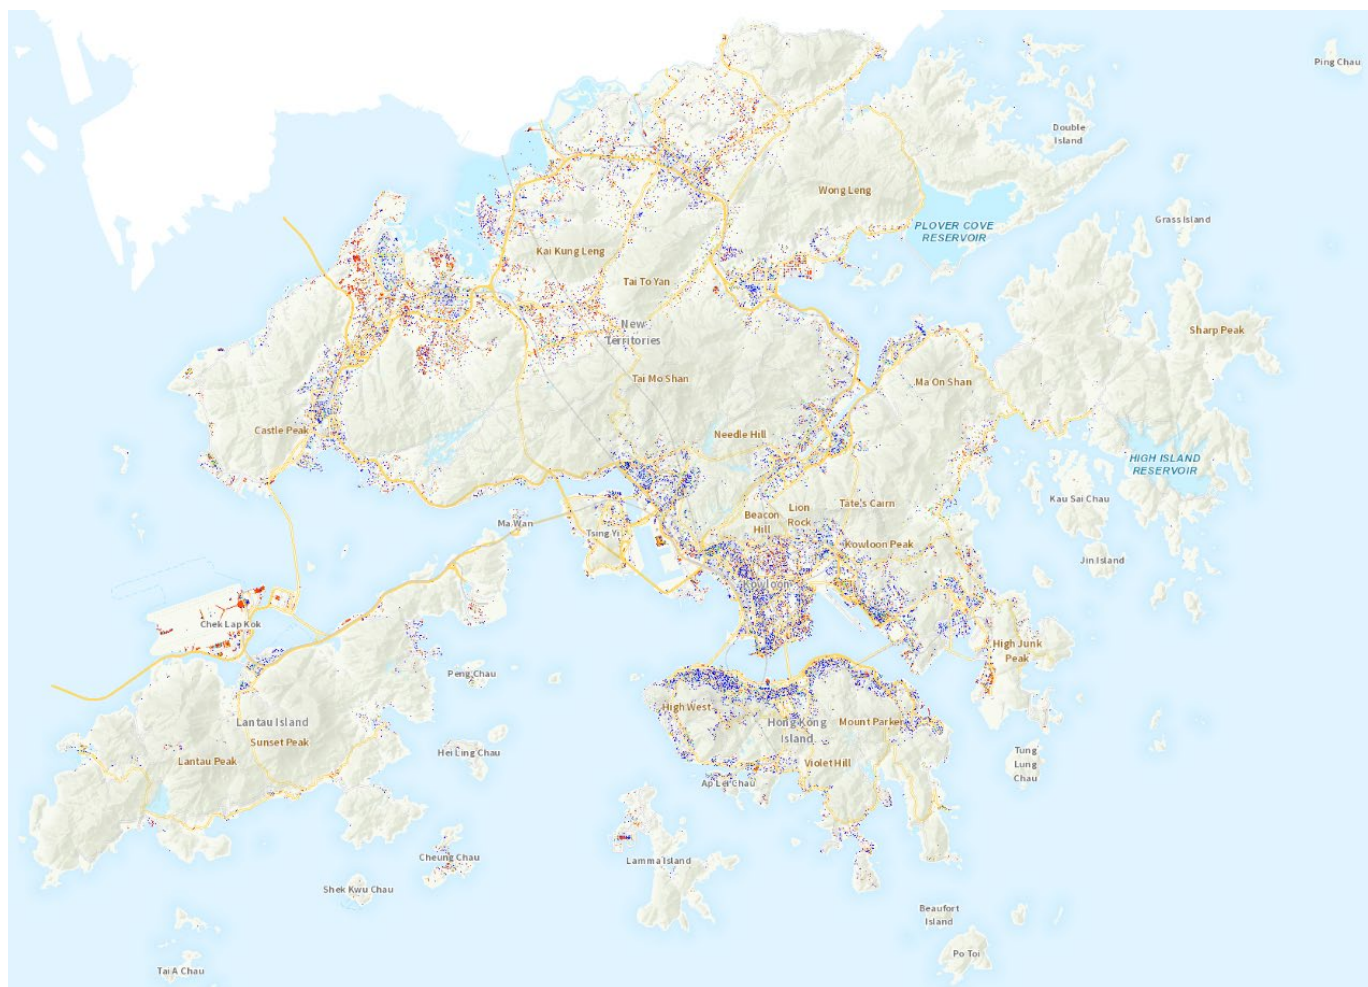 Ping Chau
Double
Island
Wong Leng
Grass Island
PLOVER COVE
RESERVOIR
Kai Kung Leng
Tai To Yan
New
Territories
Sharp Peak
Tai Mo Shan
Ma On Shan
Castle Peak
Needle Hill
HIGH ISLAND
RESERVOIR
Kau Sai Chau
Tate's Cairn
Lion
Rock
Beacon
Hill
Ma Wan
Tsing Yi
Kowloon Peak
Jin Island
Kowloon
Chek Lap Kok
High Junk
Peak
Peng Chau
High West
Hong Kong
Island
Mount Parker
Lantau Island
Sunset Peak
Lantau Peak
Hei Ling Chau
Violet Hill
Tung
Lung
Chau
Ap Lei Chau
Cheung Chau
Lamma Island
Shek Kwu Chau
Beaufort
Island
Po Toi
Tai A Chau